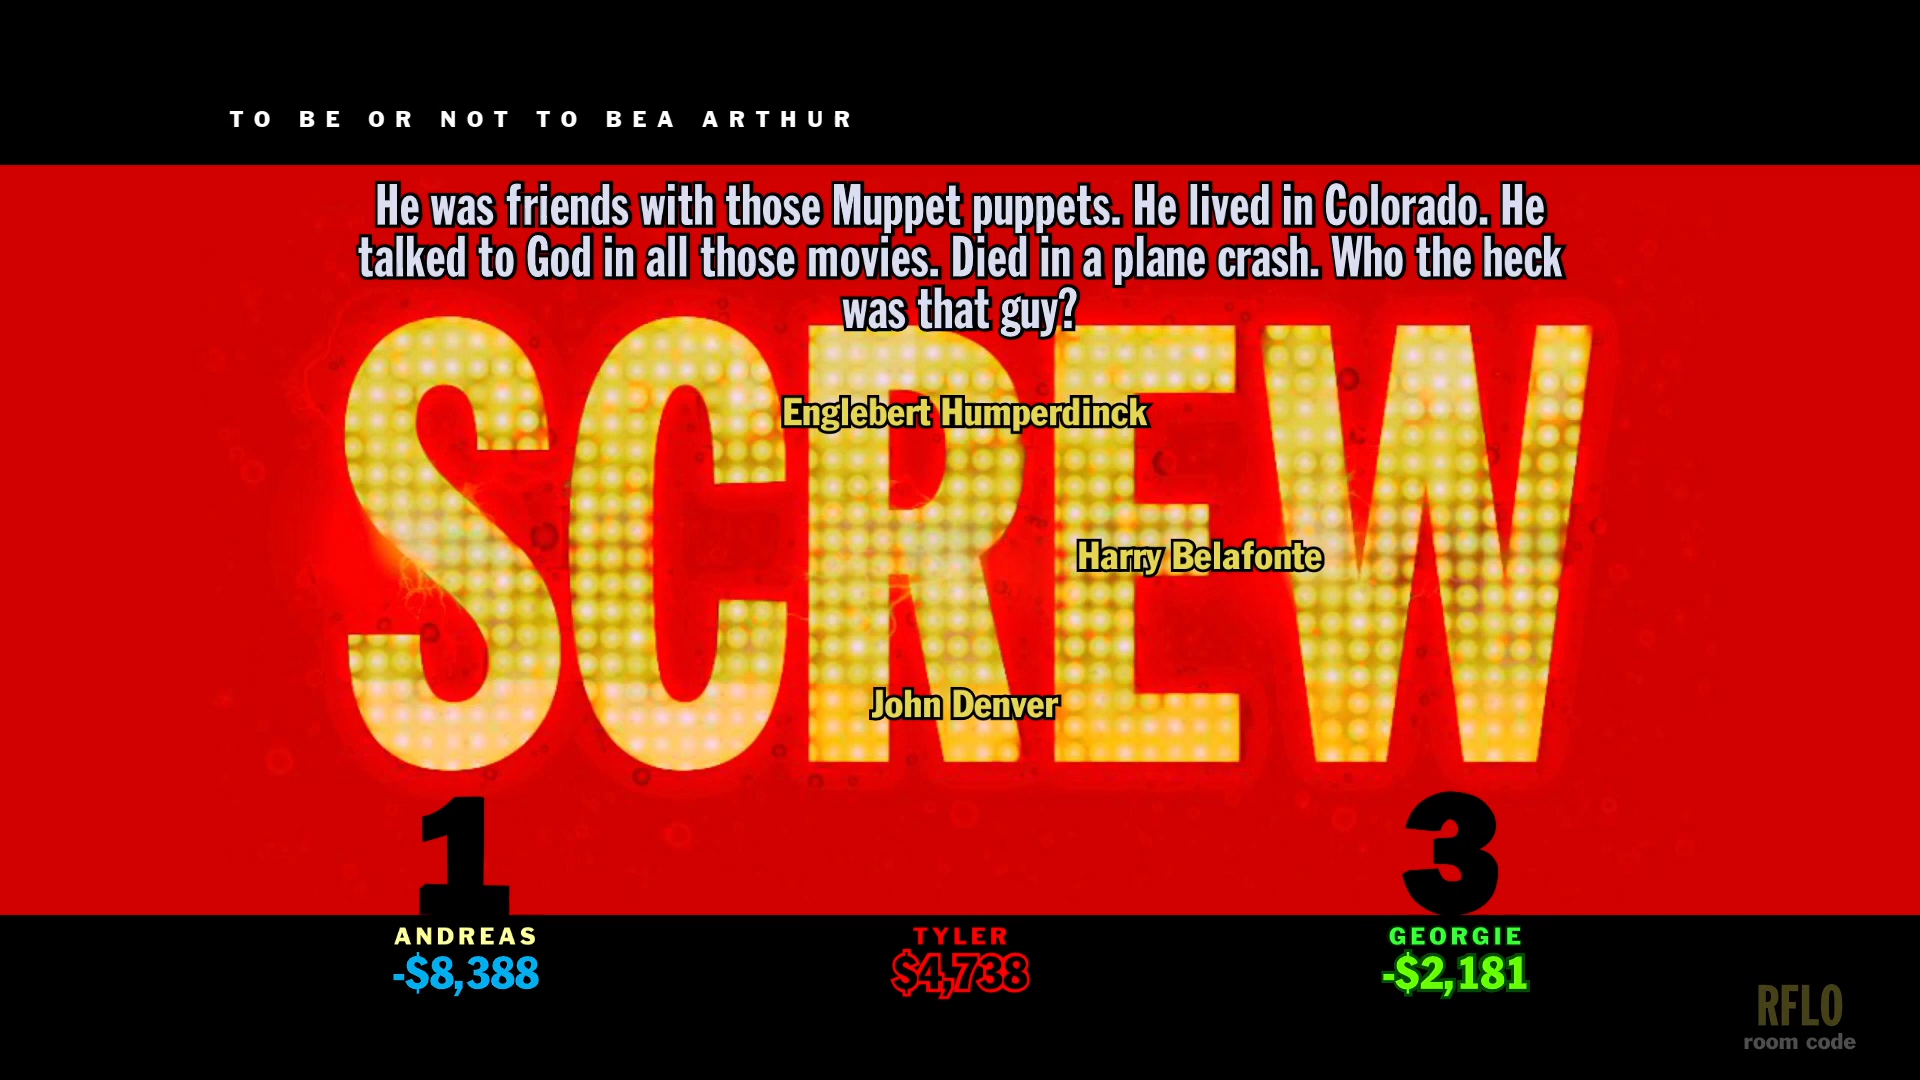 TO BE OR NOT TO BEA ARTHUR
He was friends with those Muppet puppets. He lived in Colorado. He
talked to God in all those movies. Died in a plane crash. Who the heck
was that guy?
SCREW
Englebert Humperdinck
Harry Belafonte
John Denver
1
3
ANDREAS
TYLER
GEORGIE
-$8,388
$4,738
-$2,181
RFLO
room code